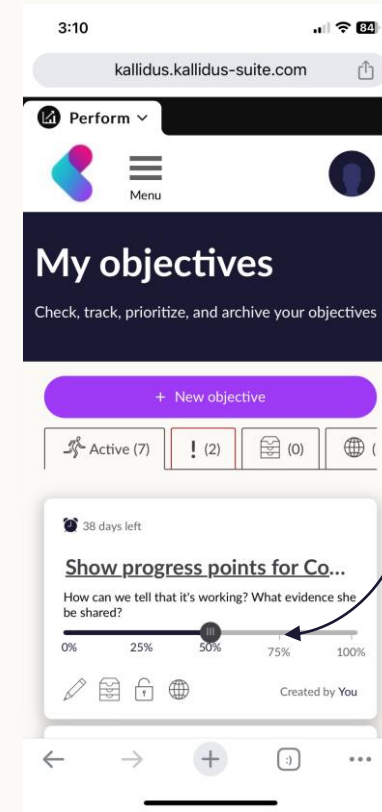 3:10
84
kallidus.kallidus-suite.com
Perform
Menu
My objectives
Check, track, prioritize, and archive your objectives
+ New objective
Active (7)
! (2)
(0)
(
38 days left
Show progress points for Co...
How can we tell that it's working? What evidence she
be shared?
0% 25% 50% 75% 100%
Created by You
:)